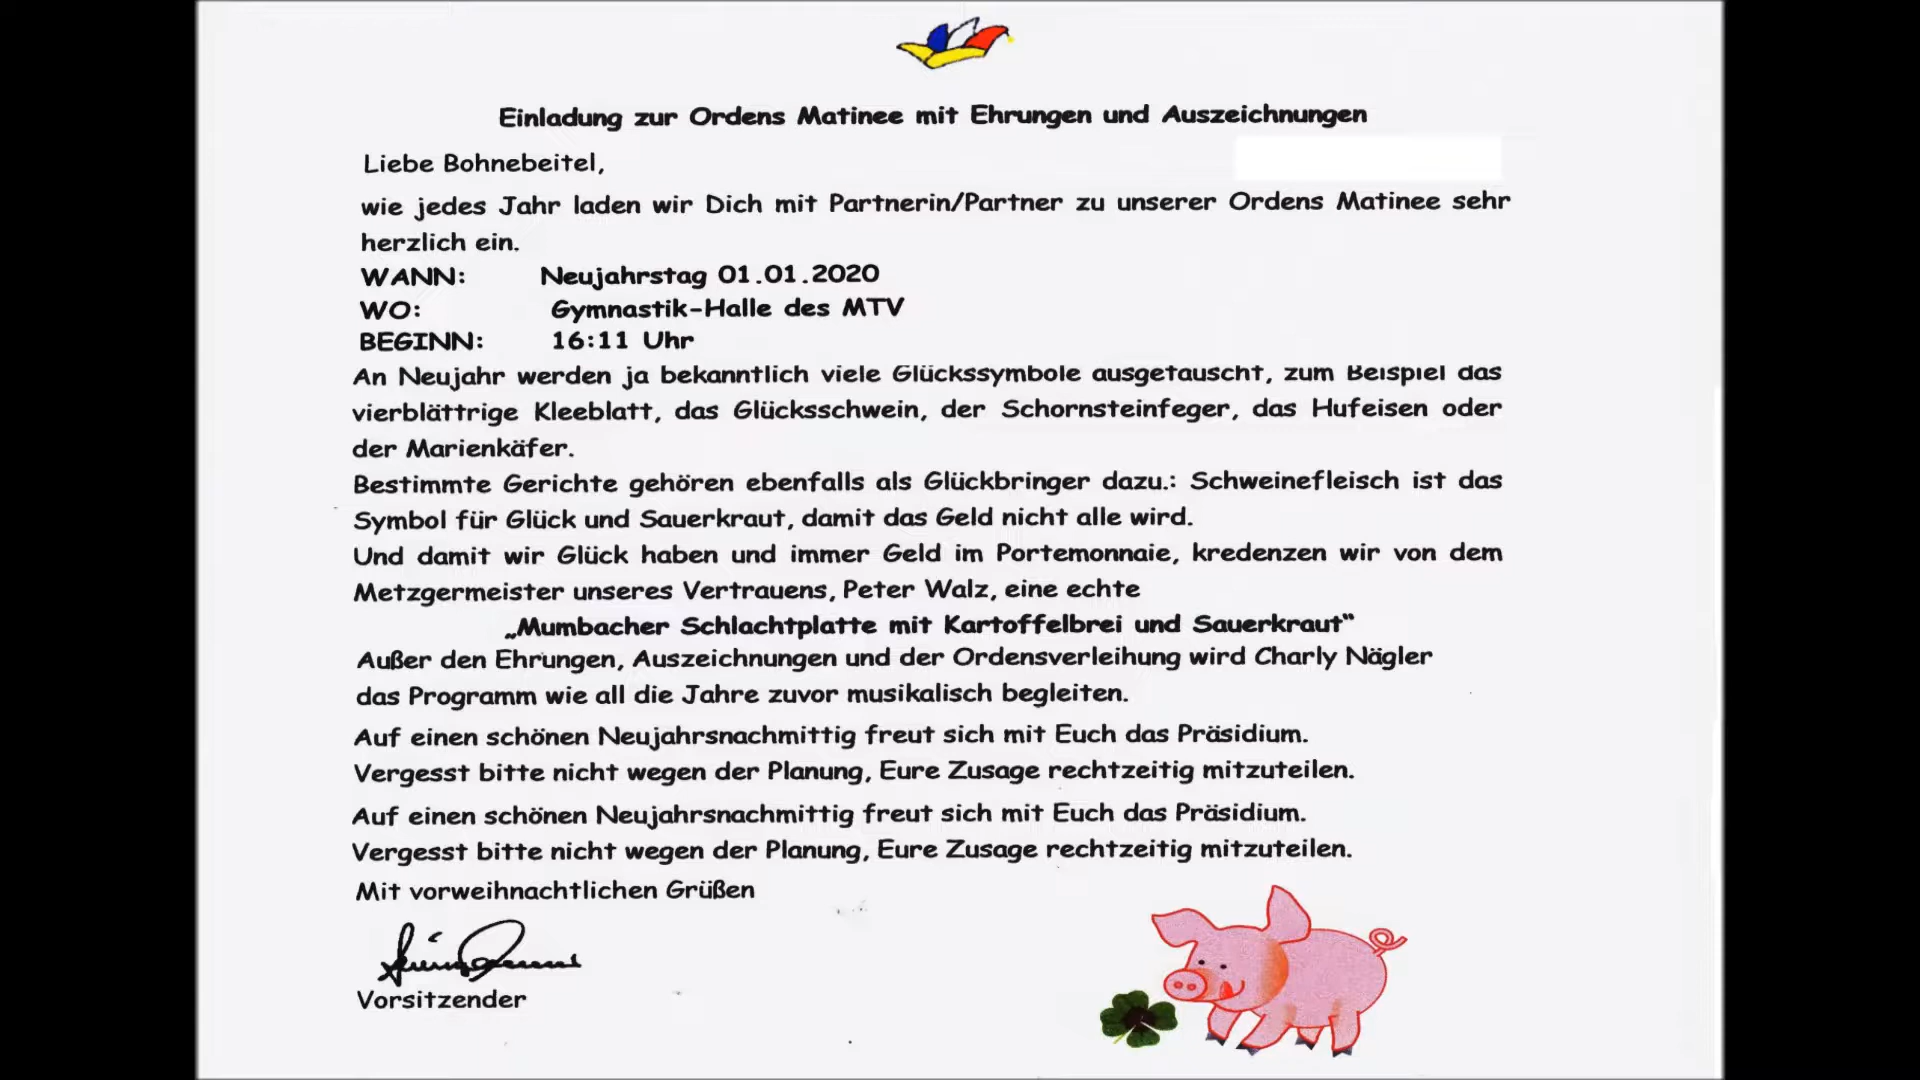 Einladung zur Ordens Matinee mit Ehrungen und Auszeichnungen
Liebe Bohnebeitel,
wie jedes Jahr laden wir Dich mit Partnerin/Partner zu unserer Ordens Matinee sehr
herzlich ein.
WANN: Neujahrstag 01.01.2020
WO: Gymnastik-Halle des MTV
BEGINN: 16:11 Uhr
An Neujahr werden ja bekanntlich viele Glückssymbole ausgetauscht, zum Beispiel das
vierblättrige Kleeblatt, das Glücksschwein, der Schornsteinfeger, das Hufeisen oder
der Marienkäfer.
Bestimmte Gerichte gehören ebenfalls als Glückbringer dazu.: Schweinefleisch ist das
Symbol für Glück und Sauerkraut, damit das Geld nicht alle wird.
Und damit wir Glück haben und immer Geld im Portemonnaie, kredenzen wir von dem
Metzgermeister unseres Vertrauens, Peter Walz, eine echte
„Mumbacher Schlachtplatte mit Kartoffelbrei und Sauerkraut"
Außer den Ehrungen, Auszeichnungen und der Ordensverleihung wird Charly Nägler
das Programm wie all die Jahre zuvor musikalisch begleiten.
Auf einen schönen Neujahrsnachmittig freut sich mit Euch das Präsidium.
Vergesst bitte nicht wegen der Planung, Eure Zusage rechtzeitig mitzuteilen.
Auf einen schönen Neujahrsnachmittig freut sich mit Euch das Präsidium.
Vergesst bitte nicht wegen der Planung, Eure Zusage rechtzeitig mitzuteilen.
Mit vorweihnachtlichen Grüßen
Vorsitzender